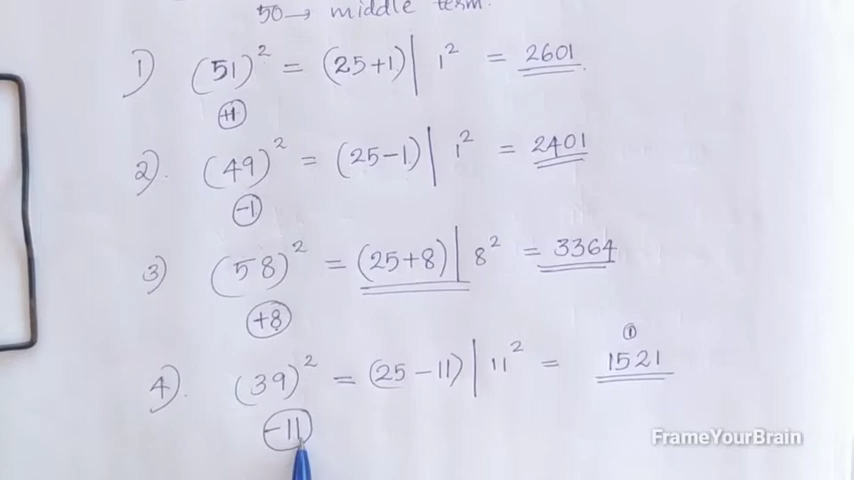 50→ middle term.
1) (51)² = (25+1)| 1² = 2601
+1
2). (49)² = (25-1)| 1² = 2401
-1
3) (58)² = (25+8)| 8² = 3364
+8
①
4). (39)² = (25-11)| 11² = 1521
-11
FrameYourBrain